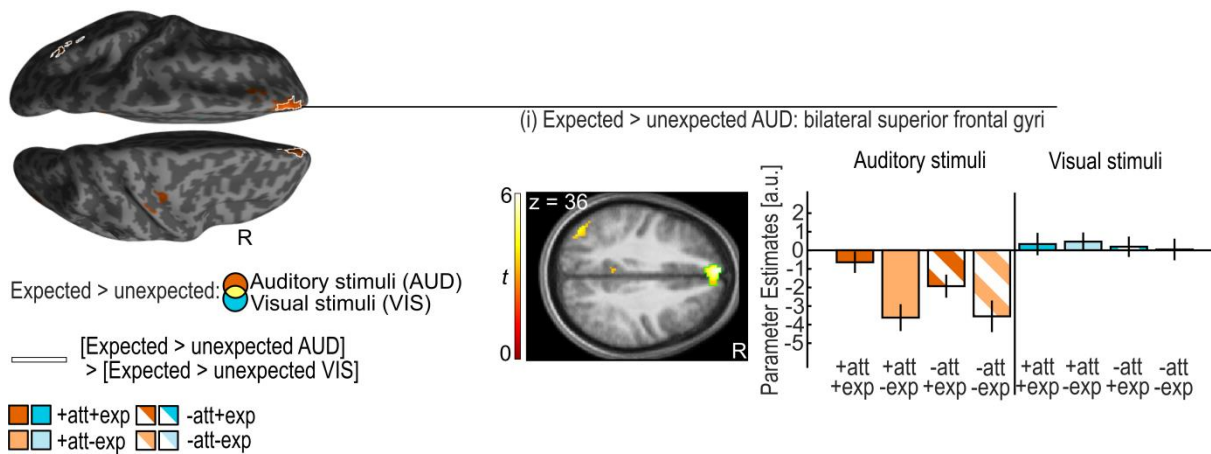 R
Expected > unexpected:
Auditory stimuli (AUD)
Visual stimuli (VIS)
[Expected > unexpected AUD]
> [Expected > unexpected VIS]
+att+exp
-att+exp
+att-exp
-att-exp
(i) Expected > unexpected AUD: bilateral superior frontal gyri
6
t
0
z = 36
R
Auditory stimuli
Visual stimuli
Parameter Estimates [a.u.]
2
1
0
-1
-2
-3
-4
-5
+att +att -att -att +att +att -att -att
+exp -exp +exp -exp +exp -exp +exp -exp